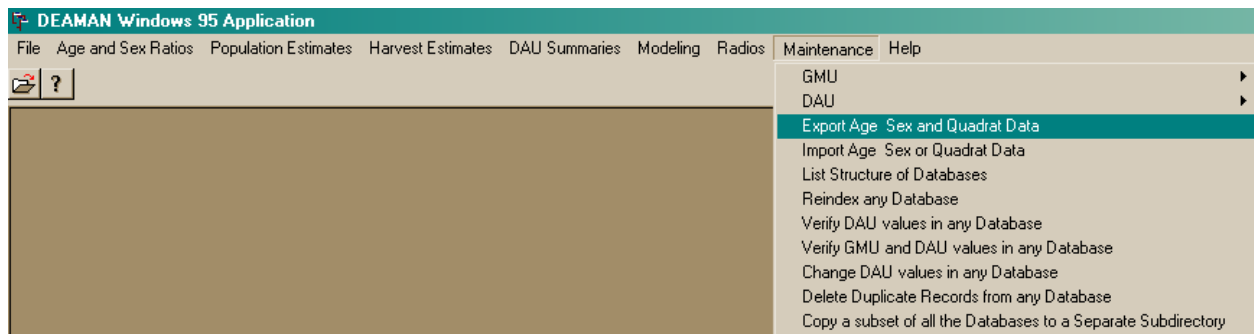 DEAMAN Windows 95 Application
File Age and Sex Ratios Population Estimates Harvest Estimates DAU Summaries Modeling Radios Maintenance Help
?
GMU
DAU
Export Age Sex and Quadrat Data
Import Age Sex or Quadrat Data
List Structure of Databases
Reindex any Database
Verify DAU values in any Database
Verify GMU and DAU values in any Database
Change DAU values in any Database
Delete Duplicate Records from any Database
Copy a subset of all the Databases to a Separate Subdirectory